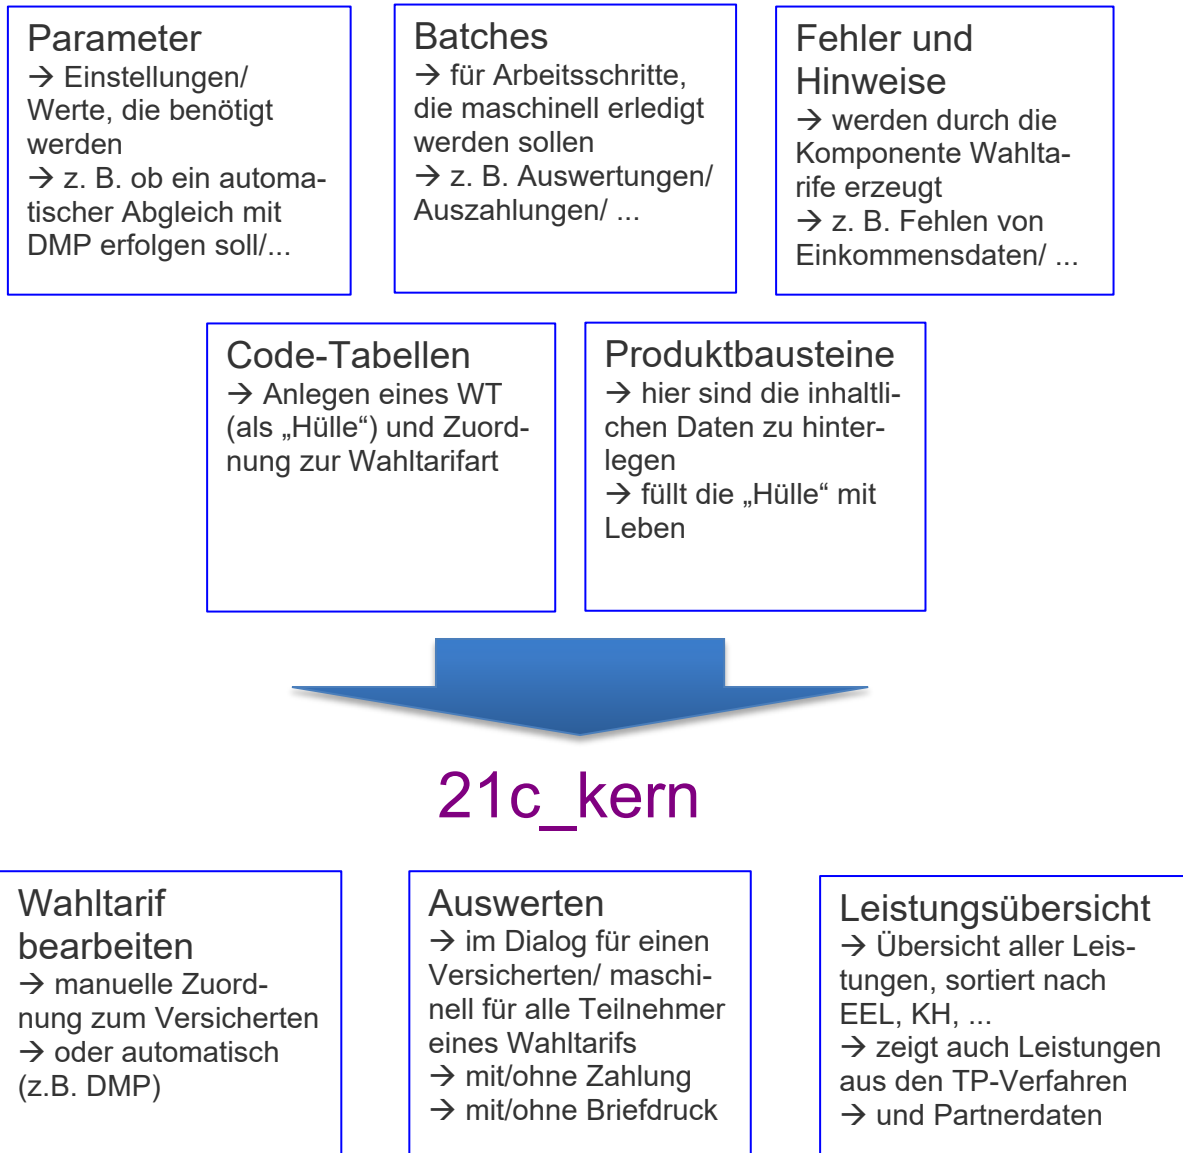 Parameter
→ Einstellungen/
Werte, die benötigt
werden
→ z. B. ob ein automa-
tischer Abgleich mit
DMP erfolgen soll/...
Batches
→ für Arbeitsschritte,
die maschinell erledigt
werden sollen
→ z. B. Auswertungen/
Auszahlungen/ ...
Fehler und
Hinweise
→ werden durch die
Komponente Wahlta-
rife erzeugt
→ z. B. Fehlen von
Einkommensdaten/ ...
Code-Tabellen
→ Anlegen eines WT
(als „Hülle“) und Zuord-
nung zur Wahltarifart
Produktbausteine
→ hier sind die inhaltli-
chen Daten zu hinter-
legen
→ füllt die „Hülle“ mit
Leben
21c_kern
Wahltarif
bearbeiten
→ manuelle Zuord-
nung zum Versicherten
→ oder automatisch
(z.B. DMP)
Auswerten
→ im Dialog für einen
Versicherten/ maschi-
nell für alle Teilnehmer
eines Wahltarifs
→ mit/ohne Zahlung
→ mit/ohne Briefdruck
Leistungsübersicht
→ Übersicht aller Leis-
tungen, sortiert nach
EEL, KH, ...
→ zeigt auch Leistungen
aus den TP-Verfahren
→ und Partnerdaten